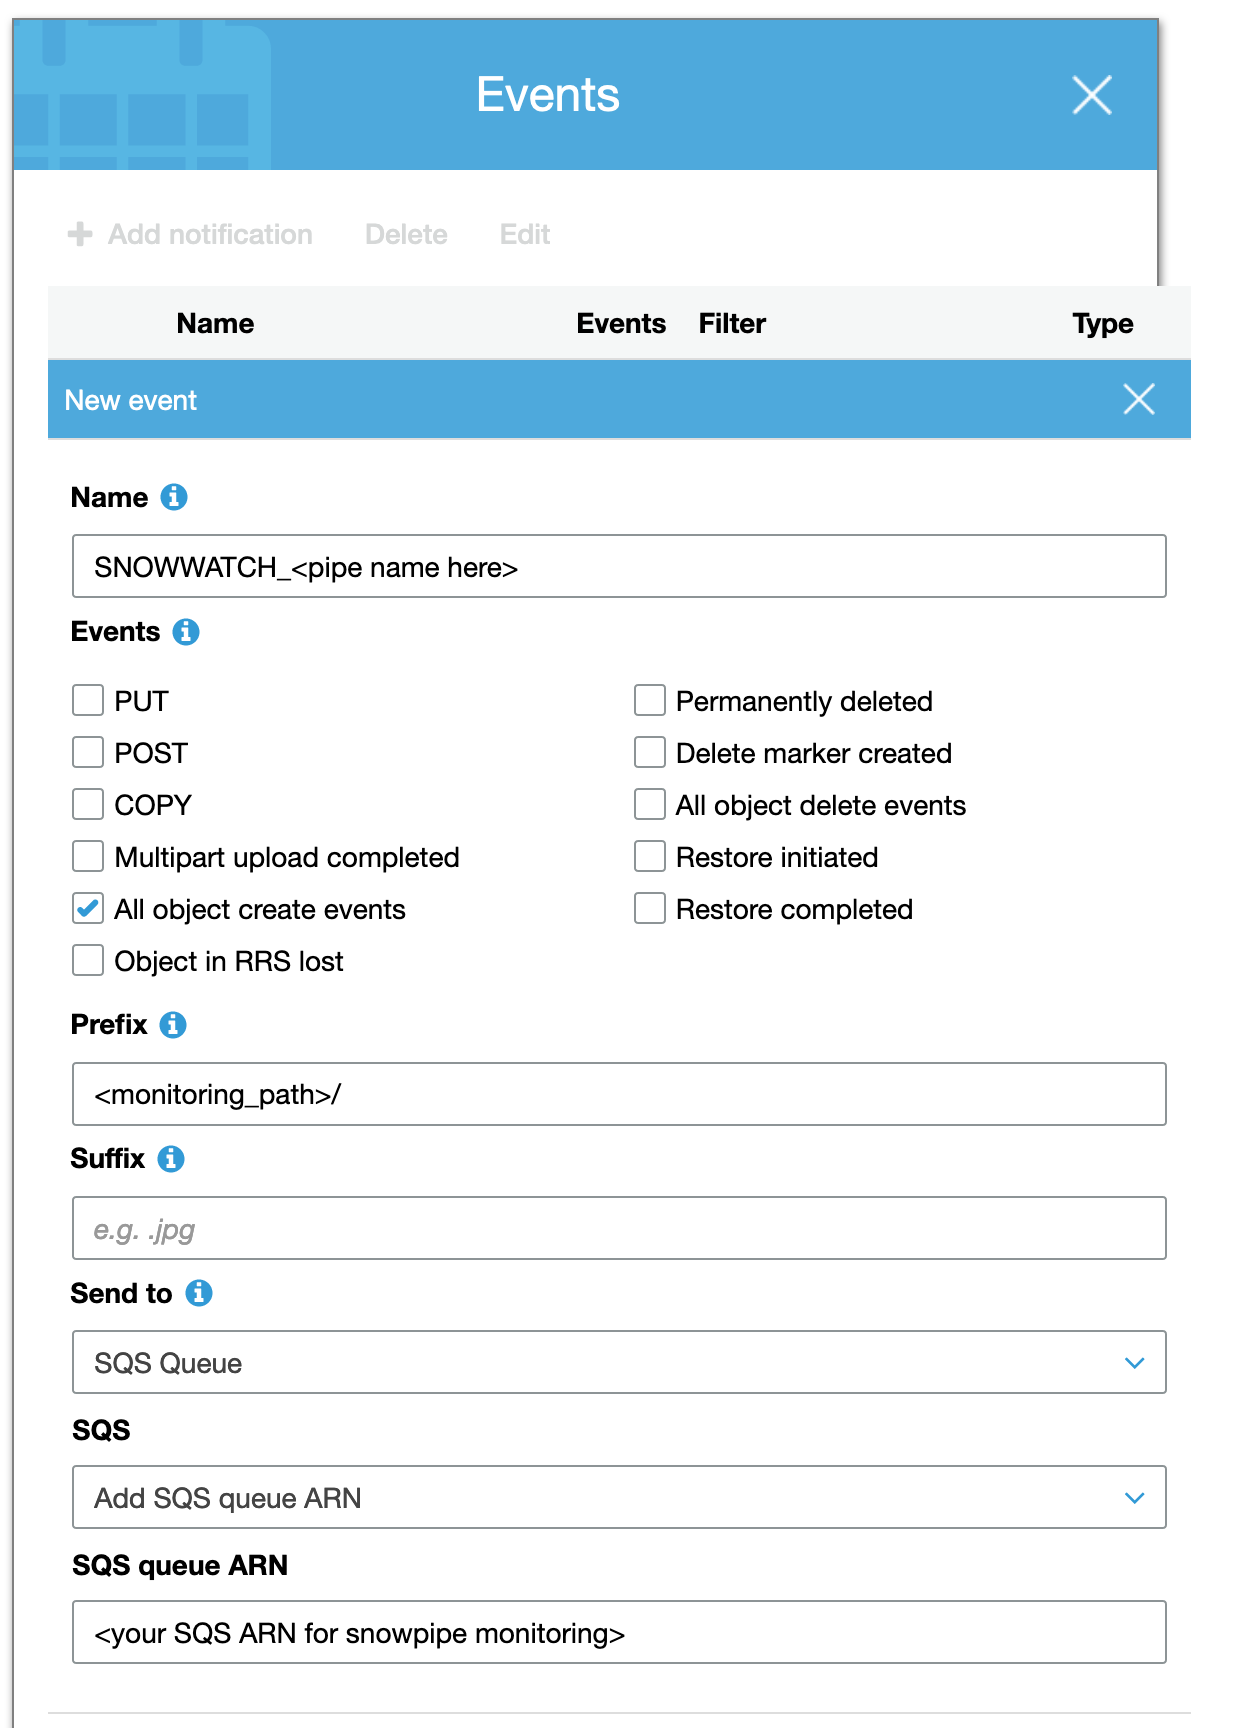 Events
Add notification Delete Edit
Name Events Filter Type
New event
Name
SNOWWATCH_<pipe name here>
Events
PUT Permanently deleted
POST Delete marker created
COPY All object delete events
Multipart upload completed Restore initiated
All object create events Restore completed
Object in RRS lost
Prefix
<monitoring_path>/
Suffix
e.g. .jpg
Send to
SQS Queue
SQS
Add SQS queue ARN
SQS queue ARN
<your SQS ARN for snowpipe monitoring>